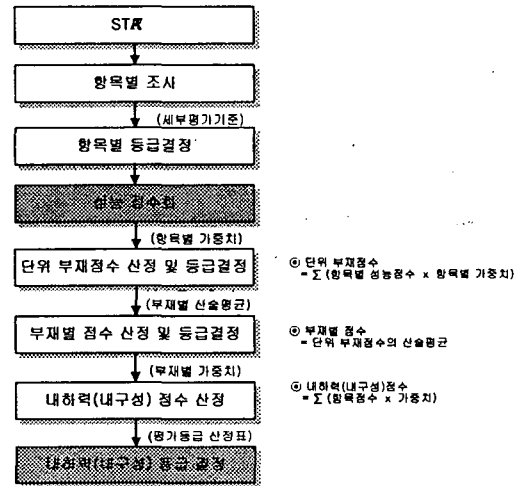 START
항목별 조사
(세부평가기준)
항목별 등급결정
성능 점수화
(항목별 가중치)
단위 부재점수 산정 및 등급결정
◉ 단위 부재점수
= ∑ (항목별 성능점수 x 항목별 가중치)
(부재별 산술평균)
부재별 점수 산정 및 등급결정
◉ 부재별 점수
= 단위 부재점수의 산술평균
(부재별 가중치)
내하력(내구성) 점수 산정
◉ 내하력(내구성)점수
= ∑ (항목점수 x 가중치)
(평가등급 산정표)
내하력(내구성) 등급 결정